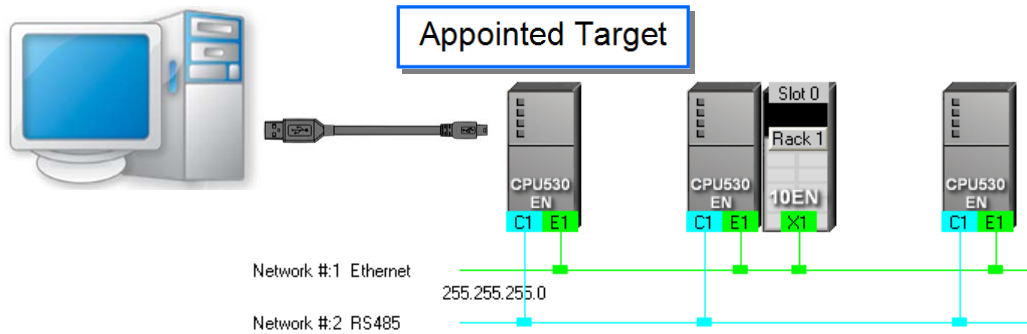 Appointed Target
Slot 0
Rack 1
CPU530
EN
CPU530
EN
10EN
CPU530
EN
C1 E1
C1 E1
X1
C1 E1
Network #:1 Ethernet
255.255.255.0
Network #:2 RS485